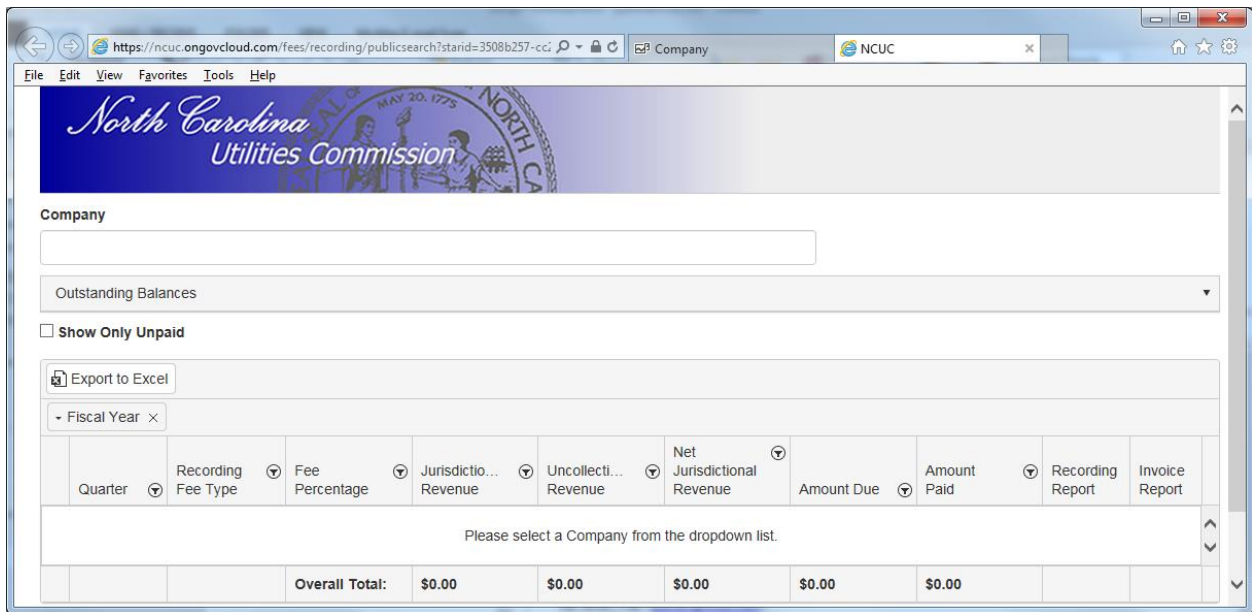 https://ncuc.ongovcloud.com/fees/recording/publicsearch?starid=3508b257-cc2
Company
NCUC
File Edit View Favorites Tools Help
MAY 20, 1775
NORTH CA
North Carolina
Utilities Commission
Company
Outstanding Balances
Show Only Unpaid
Export to Excel
Fiscal Year
Quarter
Recording
Fee Type
Fee
Percentage
Jurisdictio...
Revenue
Uncollecti...
Revenue
Net
Jurisdictional
Revenue
Amount Due
Amount
Paid
Recording
Report
Invoice
Report
Please select a Company from the dropdown list.
Overall Total: $0.00 $0.00 $0.00 $0.00 $0.00